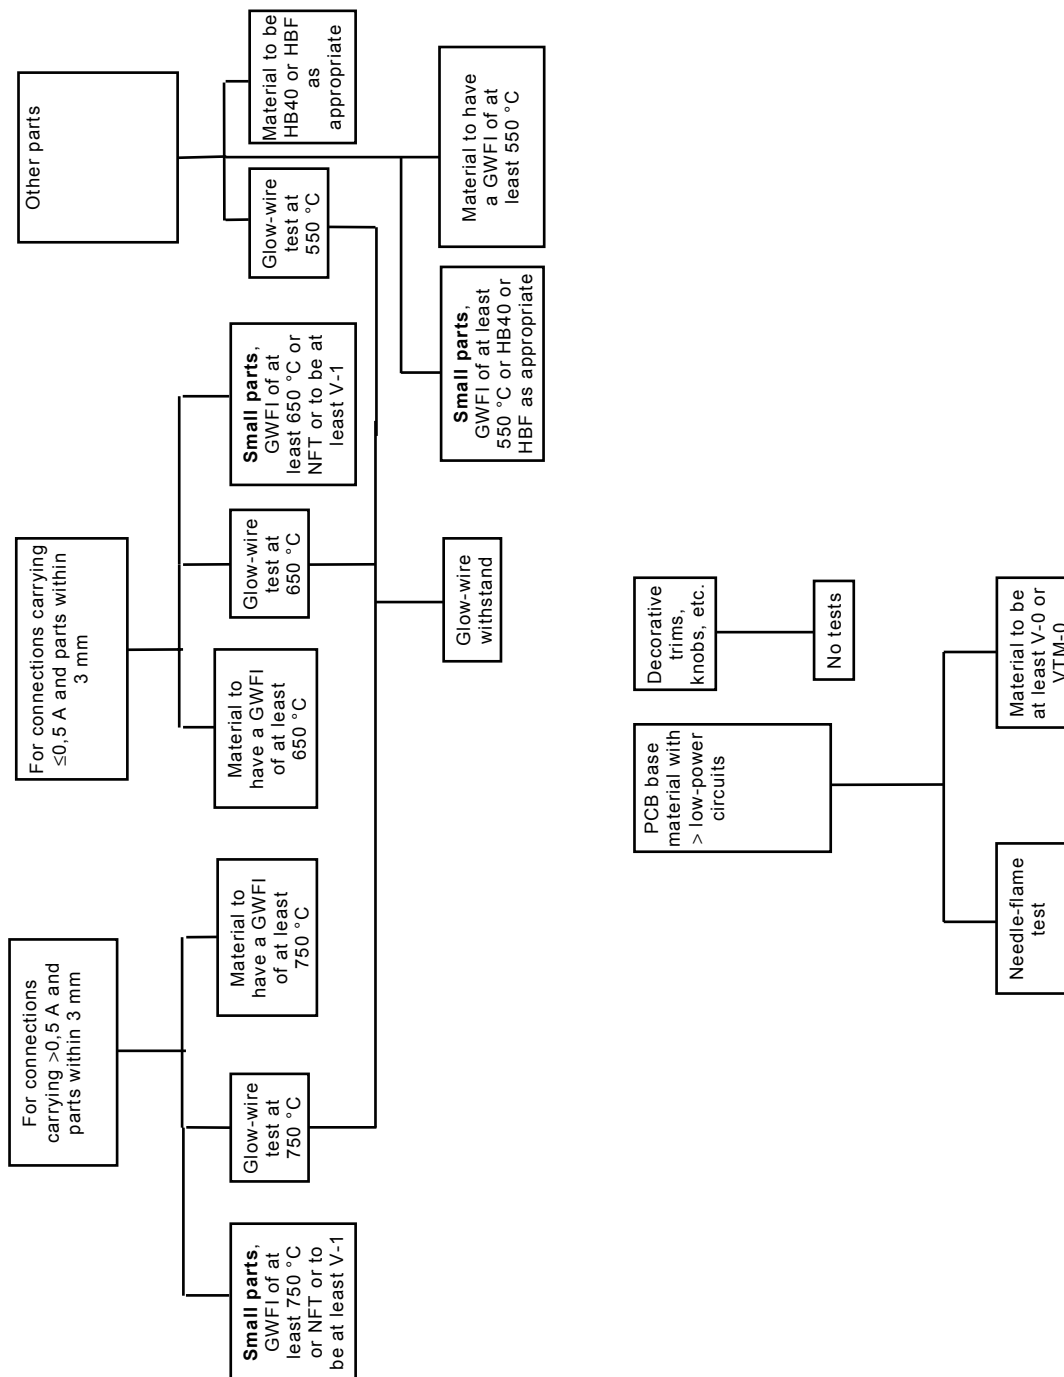 For connections
carrying >0,5 A and
parts within 3 mm
For connections carrying
≤0,5 A and parts within
3 mm
Other parts
Small parts,
GWFI of at
least 750 °C
or NFT or to
be at least V-1
Glow-wire
test at
750 °C
Material to
have a GWFI
of at least
750 °C
Material to
have a GWFI
of at least
650 °C
Glow-wire
test at
650 °C
Small parts,
GWFI of at
least 650 °C or
NFT or to be at
least V-1
Glow-wire
test at
550 °C
Material to be
HB40 or HBF
as
appropriate
Glow-wire
withstand
Small parts,
GWFI of at least
550 °C or HB40 or
HBF as appropriate
Material to have
a GWFI of at
least 550 °C
PCB base
material with
> low-power
circuits
Decorative
trims,
knobs, etc.
No tests
Needle-flame
test
Material to be
at least V-0 or
VTM-0